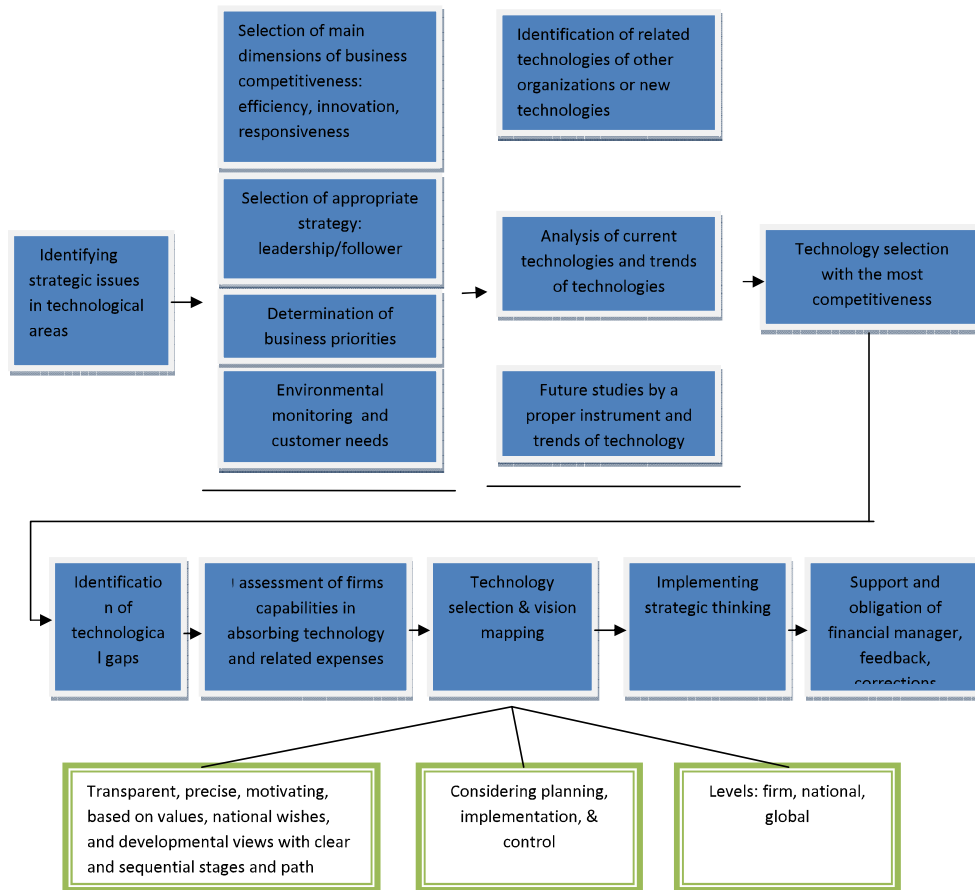 Selection of main
dimensions of business
competitiveness:
efficiency, innovation,
responsiveness
Identification of related
technologies of other
organizations or new
technologies
Selection of appropriate
strategy:
leadership/follower
Identifying
strategic issues
in technological
areas
Analysis of current
technologies and trends
of technologies
Technology selection
with the most
competitiveness
Determination of
business priorities
Environmental
monitoring and
customer needs
Future studies by a
proper instrument and
trends of technology
Identificatio
n of
technologica
l gaps
assessment of firms
capabilities in
absorbing technology
and related expenses
Technology
selection & vision
mapping
Implementing
strategic thinking
Support and
obligation of
financial manager,
feedback,
corrections
Transparent, precise, motivating,
based on values, national wishes,
and developmental views with clear
and sequential stages and path
Considering planning,
implementation, &
control
Levels: firm, national,
global